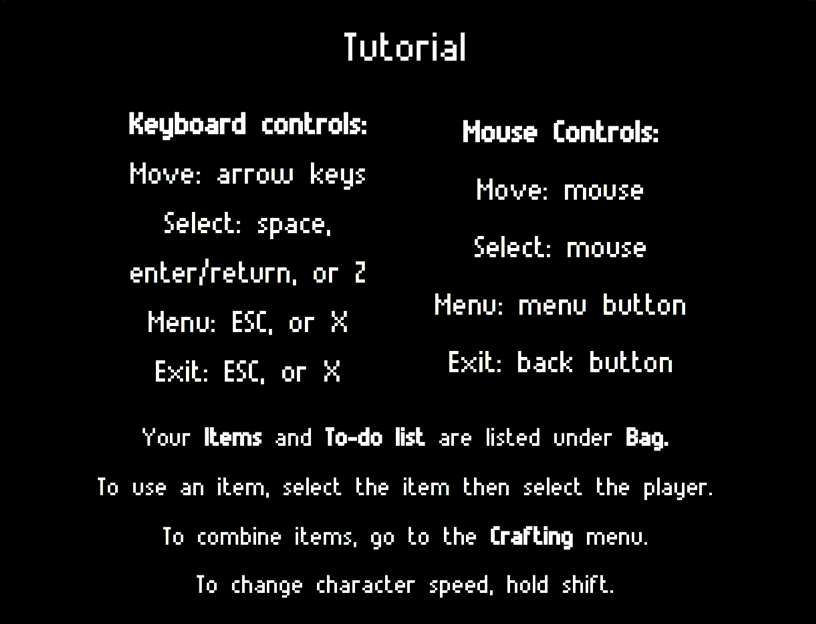 Tutorial
Keyboard controls:
Move: arrow keys
Select: space,
enter/return, or Z
Menu: ESC, or X
Exit: ESC, or X
Mouse Controls:
Move: mouse
Select: mouse
Menu: menu button
Exit: back button
Your Items and To-do list are listed under Bag.
To use an item, select the item then select the player.
To combine items, go to the Crafting menu.
To change character speed, hold shift.